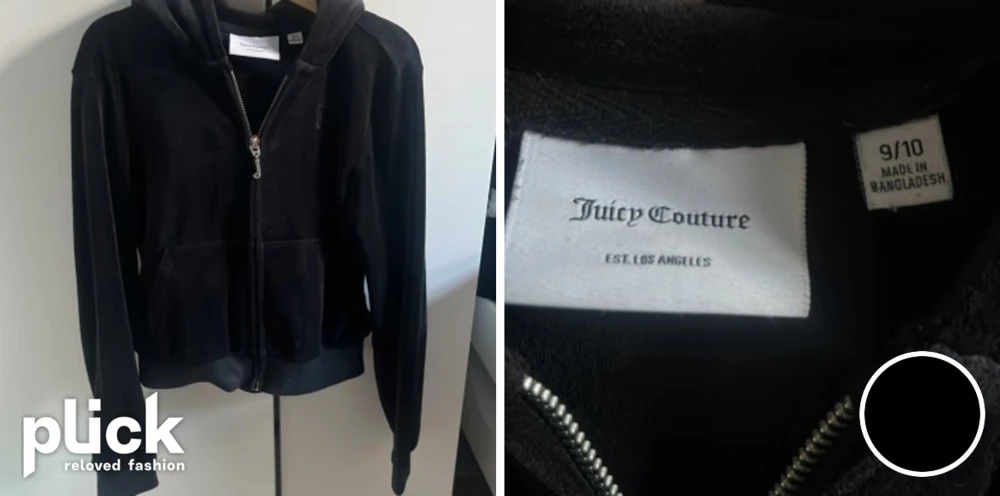 plick
reloved fashion
Juicy Couture
EST. LOS ANGELES
9/10
MADE IN
BANGLADESH